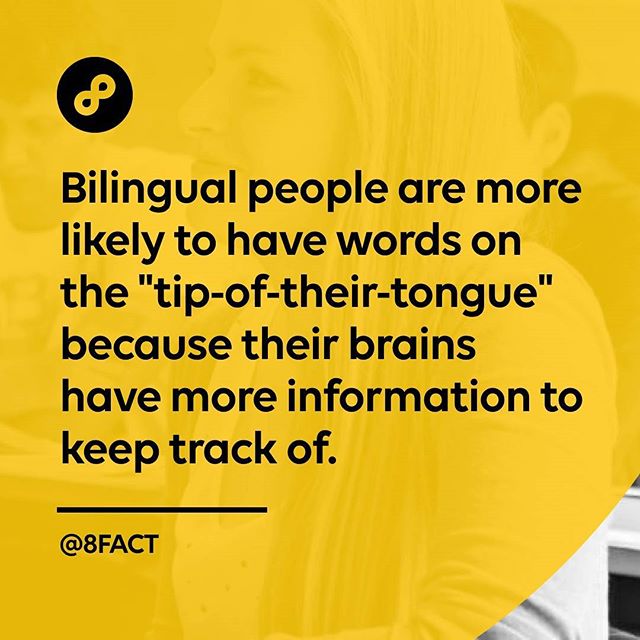 Bilingual people are more
likely to have words on
the "tip-of-their-tongue"
because their brains
have more information to
keep track of.
@8FACT